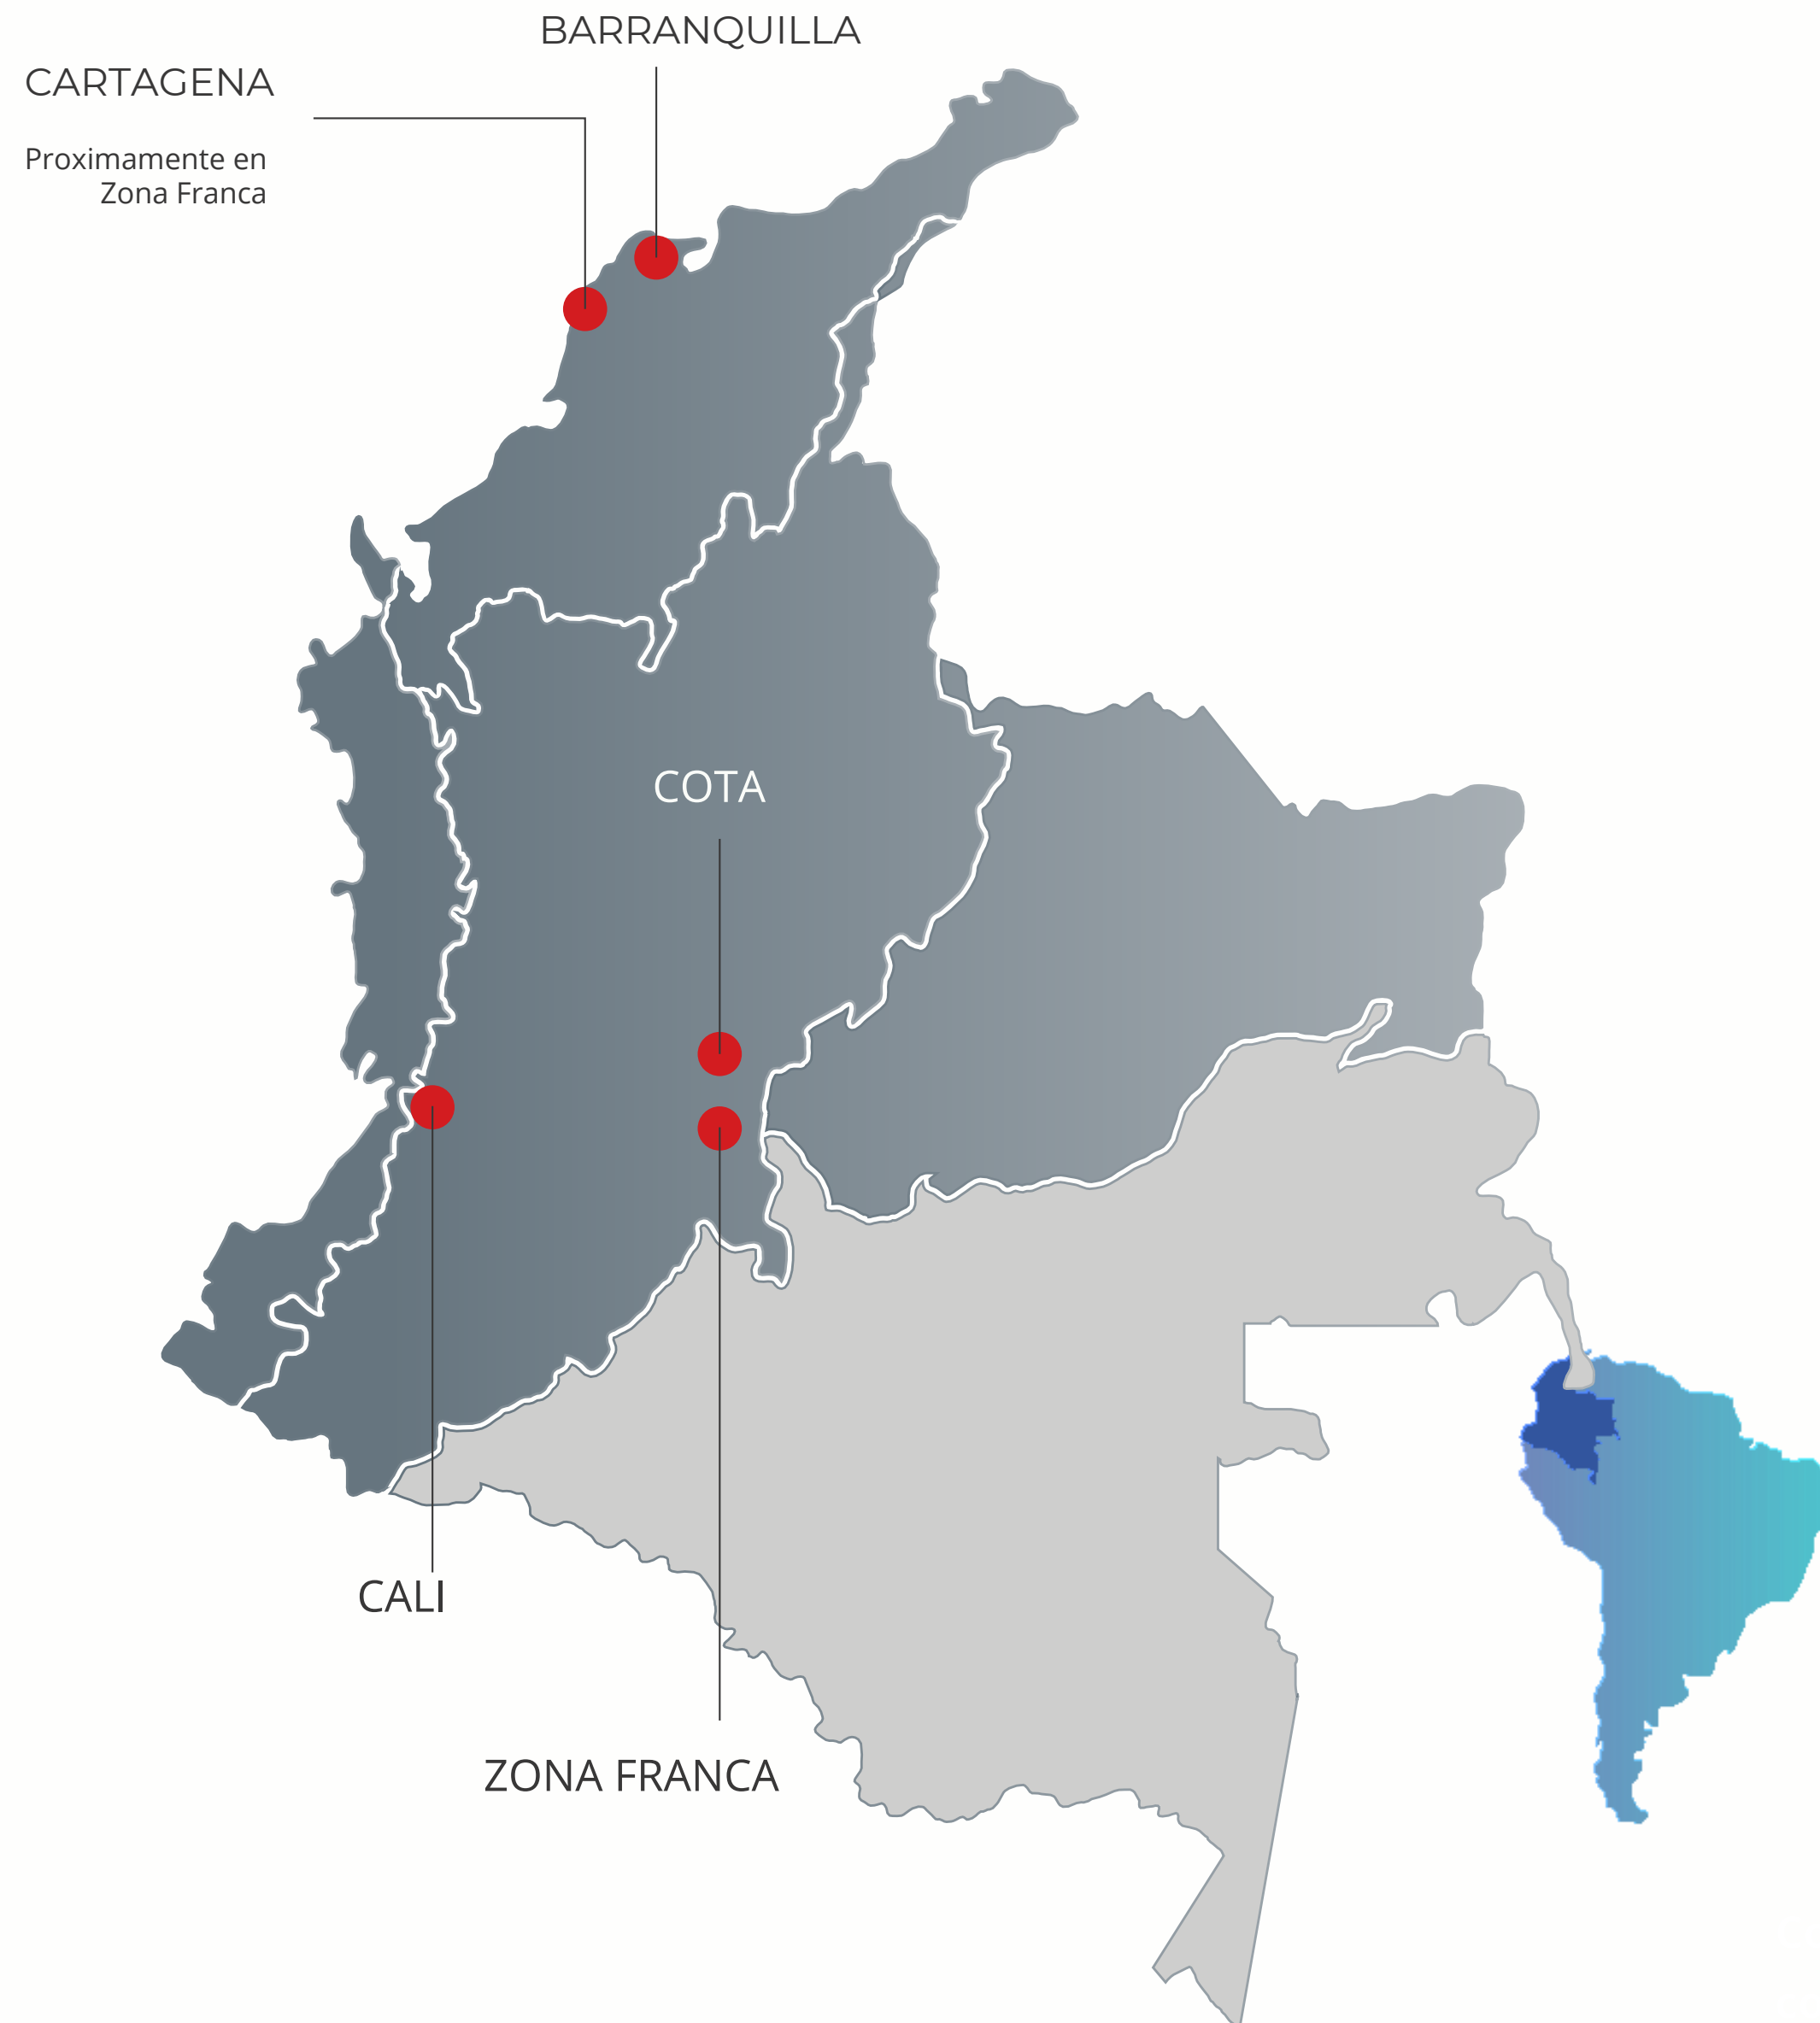 BARRANQUILLA
CARTAGENA
Proximamente en
Zona Franca
COTA
CALI
ZONA FRANCA